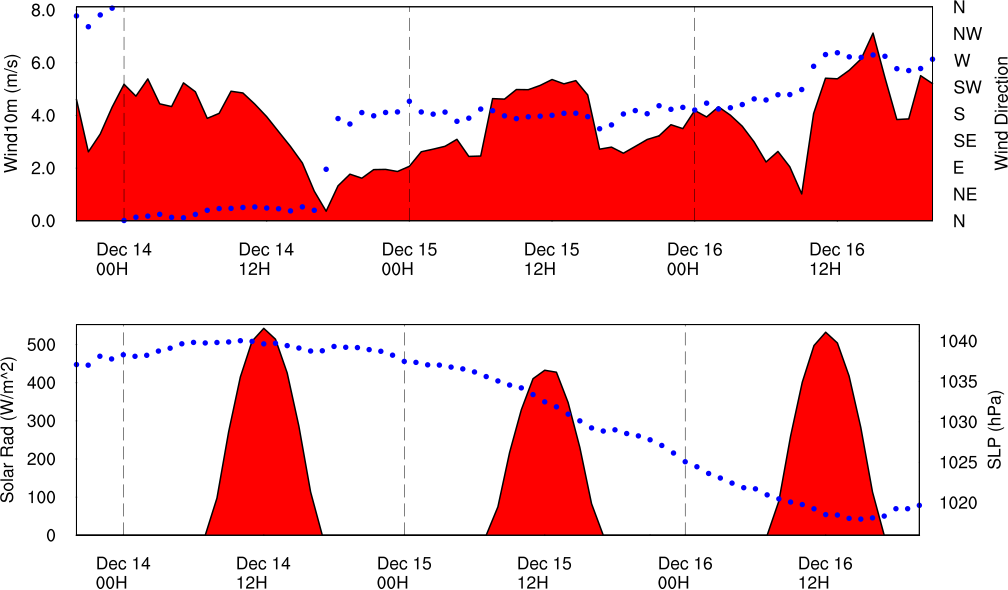 8.0
6.0
4.0
2.0
0.0
Wind10m (m/s)
N
NW
W
SW
S
SE
E
NE
N
Wind Direction
Dec 14
00H
Dec 14
12H
Dec 15
00H
Dec 15
12H
Dec 16
00H
Dec 16
12H
500
400
300
200
100
0
Solar Rad (W/m^2)
1040
1035
1030
1025
1020
SLP (hPa)
Dec 14
00H
Dec 14
12H
Dec 15
00H
Dec 15
12H
Dec 16
00H
Dec 16
12H